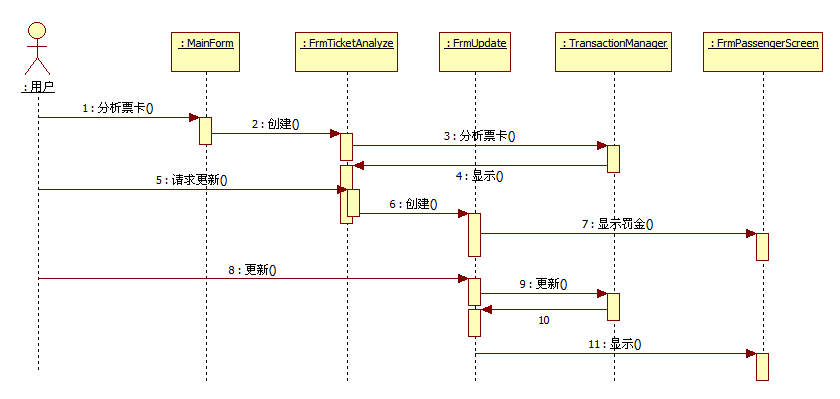 : MainForm
: FrmTicketAnalyze
: FrmUpdate
: TransactionManager
: FrmPassengerScreen
: 用户
1 : 分析票卡()
2 : 创建()
3 : 分析票卡()
4 : 显示()
5 : 请求更新()
6 : 创建()
7 : 显示罚金()
8 : 更新()
9 : 更新()
10
11 : 显示()